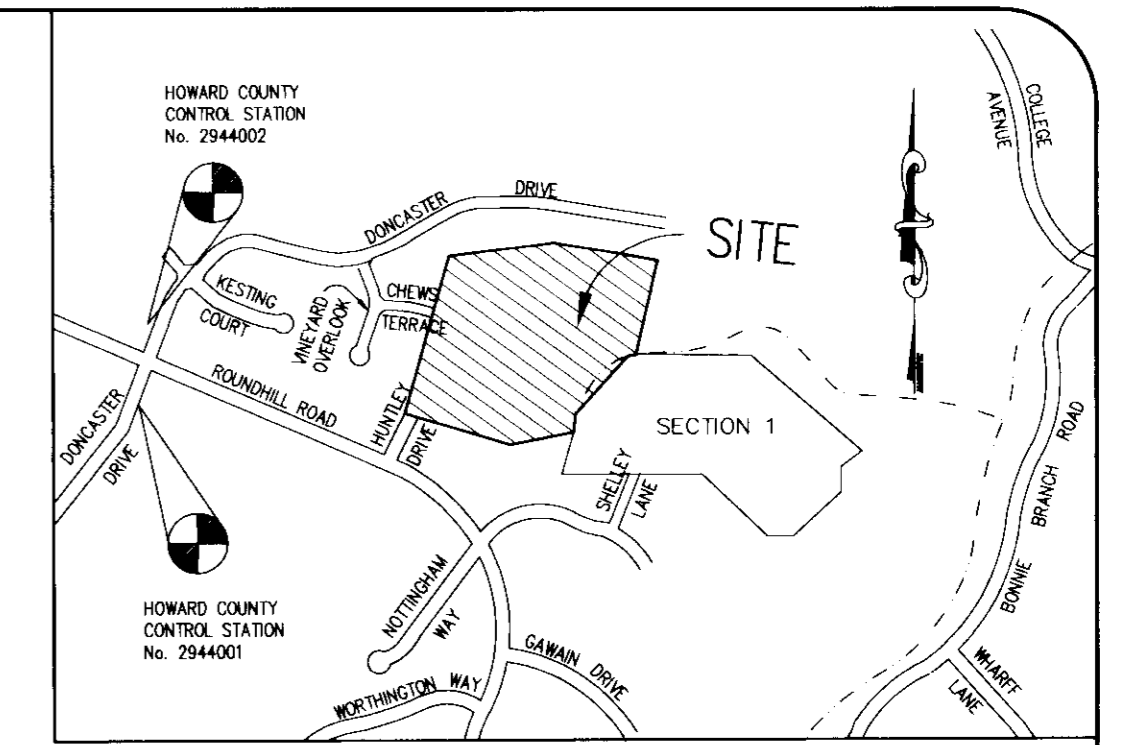 HOWARD COUNTY
CONTROL STATION
No. 2944002
COLLEGE
AVENUE
DONCASTER
DRIVE
SITE
KESTING
COURT
VINEYARD
OVERLOOK
CHEWS
TERRACE
ROUNDHILL ROAD
HUNTLEY
DRIVE
DONCASTER
DRIVE
SECTION 1
SHELLEY
LANE
BONNIE BRANCH ROAD
NOTTINGHAM
WAY
HOWARD COUNTY
CONTROL STATION
No. 2944001
GAWAIN DRIVE
WORTHINGTON WAY
WHARFF
LANE